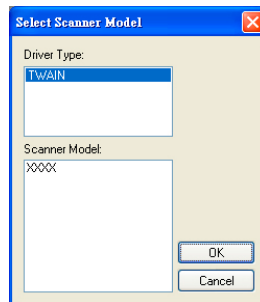 Select Scanner Model
Driver Type:
TWAIN
Scanner Model:
XXXX
OK
Cancel